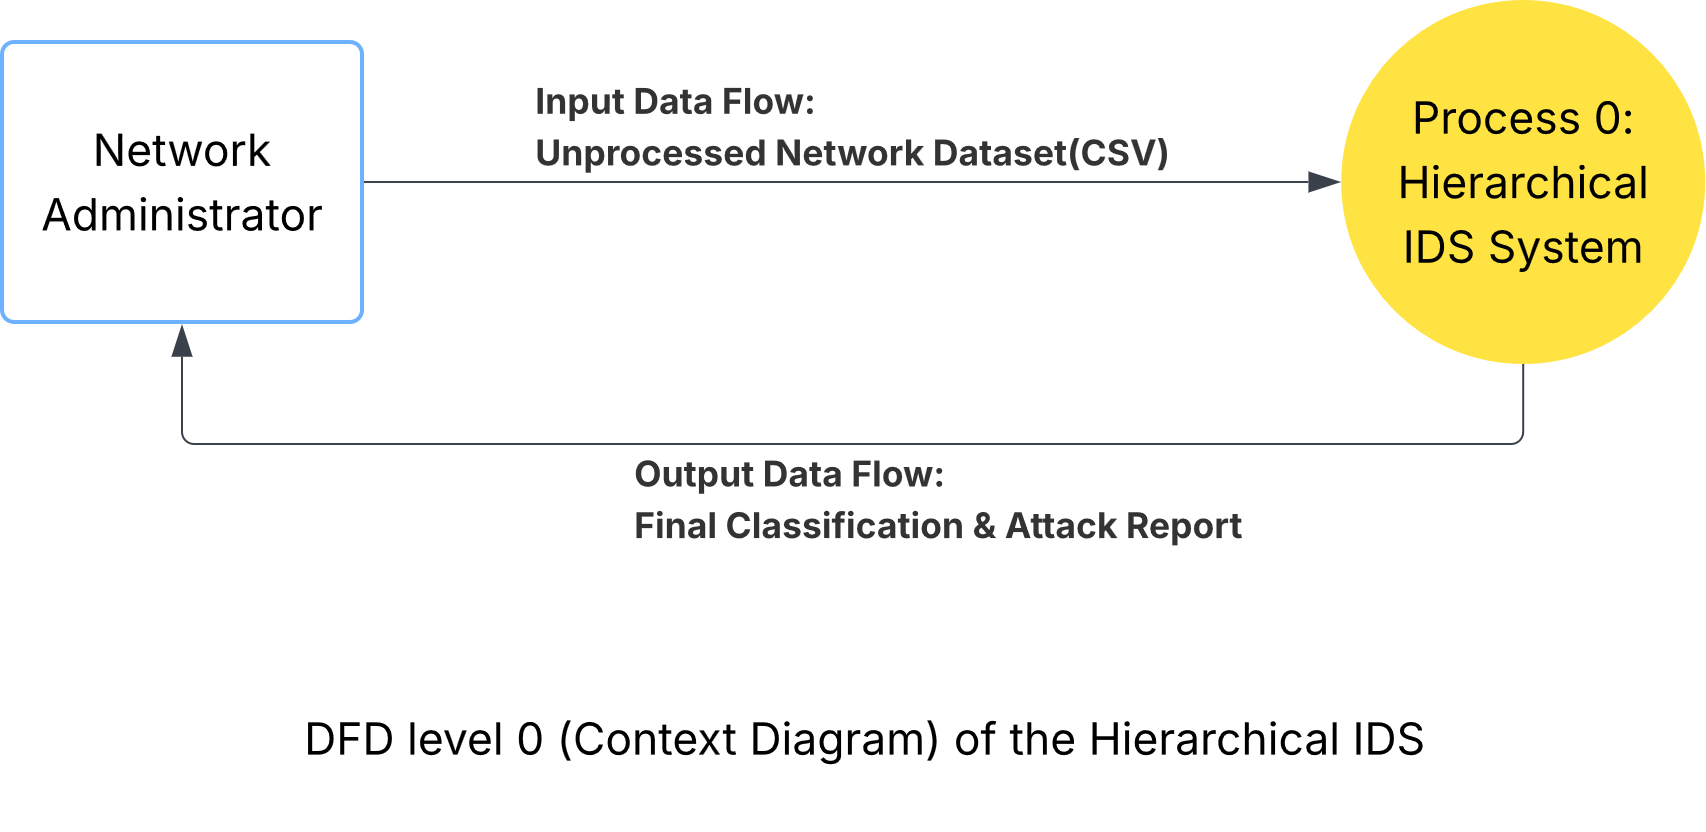 Network
Administrator
Input Data Flow:
Unprocessed Network Dataset(CSV)
Process 0:
Hierarchical
IDS System
Output Data Flow:
Final Classification & Attack Report
DFD level 0 (Context Diagram) of the Hierarchical IDS